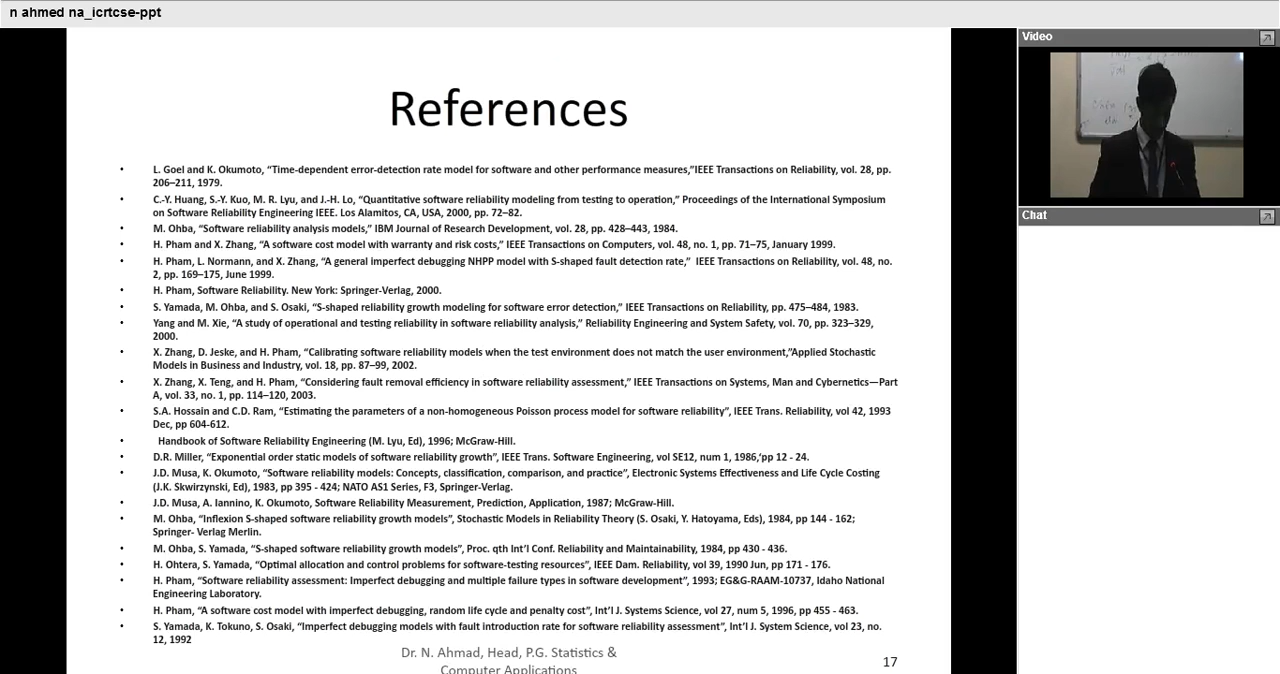 n ahmed na_icrtcse-ppt
Video
Chat
References
• L. Goel and K. Okumoto, “Time-dependent error-detection rate model for software and other performance measures,”IEEE Transactions on Reliability, vol. 28, pp.
206–211, 1979.
• C.-Y. Huang, S.-Y. Kuo, M. R. Lyu, and J.-H. Lo, “Quantitative software reliability modeling from testing to operation,” Proceedings of the International Symposium
on Software Reliability Engineering IEEE. Los Alamitos, CA, USA, 2000, pp. 72–82.
• M. Ohba, “Software reliability analysis models,” IBM Journal of Research Development, vol. 28, pp. 428–443, 1984.
• H. Pham and X. Zhang, “A software cost model with warranty and risk costs,” IEEE Transactions on Computers, vol. 48, no. 1, pp. 71–75, January 1999.
• H. Pham, L. Normann, and X. Zhang, “A general imperfect debugging NHPP model with S-shaped fault detection rate,” IEEE Transactions on Reliability, vol. 48, no.
2, pp. 169–175, June 1999.
• H. Pham, Software Reliability. New York: Springer-Verlag, 2000.
• S. Yamada, M. Ohba, and S. Osaki, “S-shaped reliability growth modeling for software error detection,” IEEE Transactions on Reliability, pp. 475–484, 1983.
• Yang and M. Xie, “A study of operational and testing reliability in software reliability analysis,” Reliability Engineering and System Safety, vol. 70, pp. 323–329,
2000.
• X. Zhang, D. Jeske, and H. Pham, “Calibrating software reliability models when the test environment does not match the user environment,”Applied Stochastic
Models in Business and Industry, vol. 18, pp. 87–99, 2002.
• X. Zhang, X. Teng, and H. Pham, “Considering fault removal efficiency in software reliability assessment,” IEEE Transactions on Systems, Man and Cybernetics—Part
A, vol. 33, no. 1, pp. 114–120, 2003.
• S.A. Hossain and C.D. Ram, “Estimating the parameters of a non-homogeneous Poisson process model for software reliability”, IEEE Trans. Reliability, vol 42, 1993
Dec, pp 604-612.
• Handbook of Software Reliability Engineering (M. Lyu, Ed), 1996; McGraw-Hill.
• D.R. Miller, “Exponential order static models of software reliability growth”, IEEE Trans. Software Engineering, vol SE12, num 1, 1986,‘pp 12 - 24.
• J.D. Musa, K. Okumoto, “Software reliability models: Concepts, classification, comparison, and practice”, Electronic Systems Effectiveness and Life Cycle Costing
(J.K. Skwirzynski, Ed), 1983, pp 395 - 424; NATO AS1 Series, F3, Springer-Verlag.
• J.D. Musa, A. Iannino, K. Okumoto, Software Reliability Measurement, Prediction, Application, 1987; McGraw-Hill.
• M. Ohba, “Inflexion S-shaped software reliability growth models”, Stochastic Models in Reliability Theory (S. Osaki, Y. Hatoyama, Eds), 1984, pp 144 - 162;
Springer- Verlag Merlin.
• M. Ohba, S. Yamada, “S-shaped software reliability growth models”, Proc. qth Int’l Conf. Reliability and Maintainability, 1984, pp 430 - 436.
• H. Ohtera, S. Yamada, “Optimal allocation and control problems for software-testing resources”, IEEE Dam. Reliability, vol 39, 1990 Jun, pp 171 - 176.
• H. Pham, “Software reliability assessment: Imperfect debugging and multiple failure types in software development”, 1993; EG&G-RAAM-10737, Idaho National
Engineering Laboratory.
• H. Pham, “A software cost model with imperfect debugging, random life cycle and penalty cost”, Int’l J. Systems Science, vol 27, num 5, 1996, pp 455 - 463.
• S. Yamada, K. Tokuno, S. Osaki, “Imperfect debugging models with fault introduction rate for software reliability assessment”, Int’l J. System Science, vol 23, no.
12, 1992
Dr. N. Ahmad, Head, P.G. Statistics &
Computer Applications
17